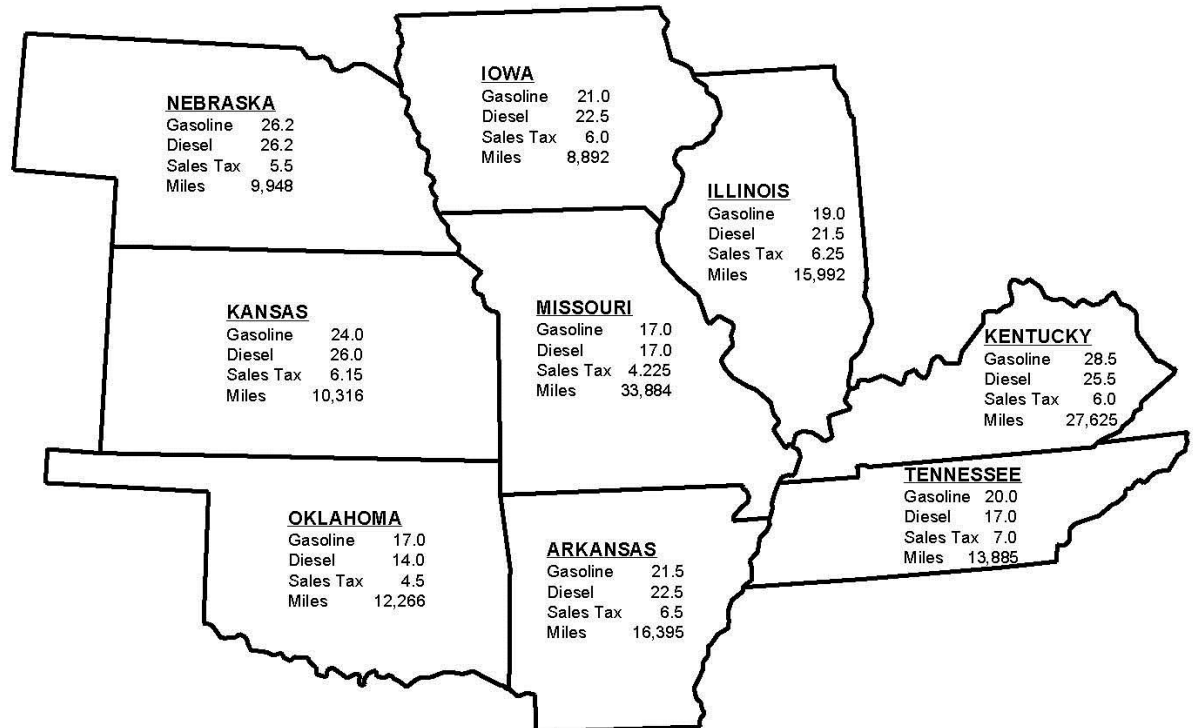 NEBRASKA
Gasoline 26.2
Diesel 26.2
Sales Tax 5.5
Miles 9,948
IOWA
Gasoline 21.0
Diesel 22.5
Sales Tax 6.0
Miles 8,892
ILLINOIS
Gasoline 19.0
Diesel 21.5
Sales Tax 6.25
Miles 15,992
KANSAS
Gasoline 24.0
Diesel 26.0
Sales Tax 6.15
Miles 10,316
MISSOURI
Gasoline 17.0
Diesel 17.0
Sales Tax 4.225
Miles 33,884
KENTUCKY
Gasoline 28.5
Diesel 25.5
Sales Tax 6.0
Miles 27,625
OKLAHOMA
Gasoline 17.0
Diesel 14.0
Sales Tax 4.5
Miles 12,266
ARKANSAS
Gasoline 21.5
Diesel 22.5
Sales Tax 6.5
Miles 16,395
TENNESSEE
Gasoline 20.0
Diesel 17.0
Sales Tax 7.0
Miles 13,885